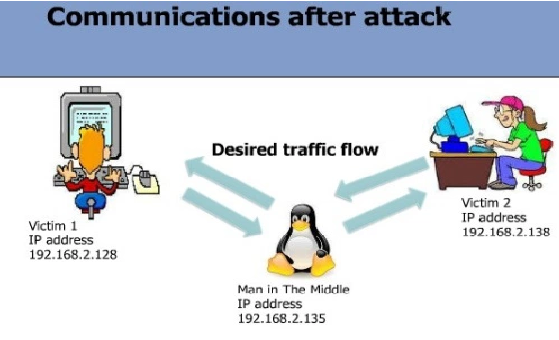 Communications after attack
Desired traffic flow
Victim 1
IP address
192.168.2.128
Victim 2
IP address
192.168.2.138
Man in The Middle
IP address
192.168.2.135